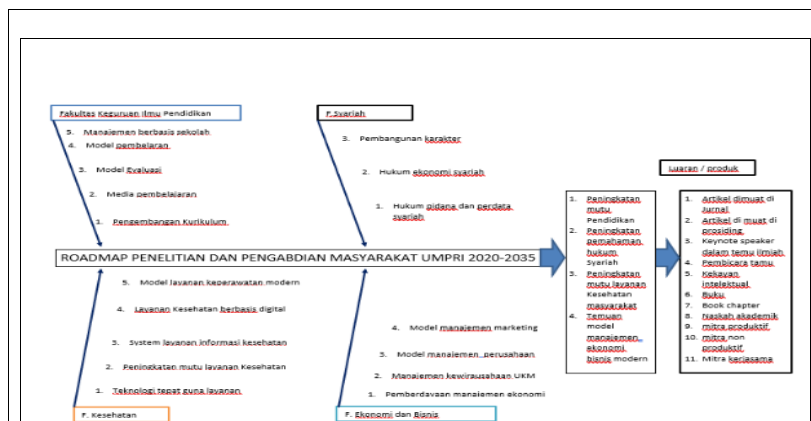 Fakultas Keguruan Ilmu Pendidikan
5. Manajemen berbasis sekolah
4. Model pembelaran
3. Model Evaluasi
2. Media pembelajaran
1. Pengembangan Kurikulum
F.Syariah
3. Pembangunan karakter
2. Hukum ekonomi syariah
1. Hukum pidana dan perdata
syariah
ROADMAP PENELITIAN DAN PENGABDIAN MASYARAKAT UMPRI 2020-2035
5. Model layanan keperawatan modern
4. Layanan Kesehatan berbasis digital
3. System layanan informasi kesehatan
2. Peningkatan mutu layanan Kesehatan
1. Teknologi tepat guna layanan
F. Kesehatan
4. Model manajemen marketing
3. Model manajemen perusahaan
2. Manajemen kewirausahaan UKM
1. Pemberdayaan manajemen ekonomi
F. Ekonomi dan Bisnis
1. Peningkatan
mutu
Pendidikan
2. Peningkatan
pemahaman
hukum
Syariah
3. Peningkatan
mutu layanan
Kesehatan
masyarakat
4. Temuan
model
manajemen
ekonomi
bisnis modern
Luaran / produk
1. Artikel dimuat di
Jurnal
2. Artikel di muat di
prosiding
3. Keynote speaker
dalam temu ilmiah
4. Pembicara tamu
5. Kekayan
intelektual
6. Buku
7. Book chapter
8. Naskah akademik
9. mitra produktif
10. mitra non
produktif
11. Mitra kerjasama